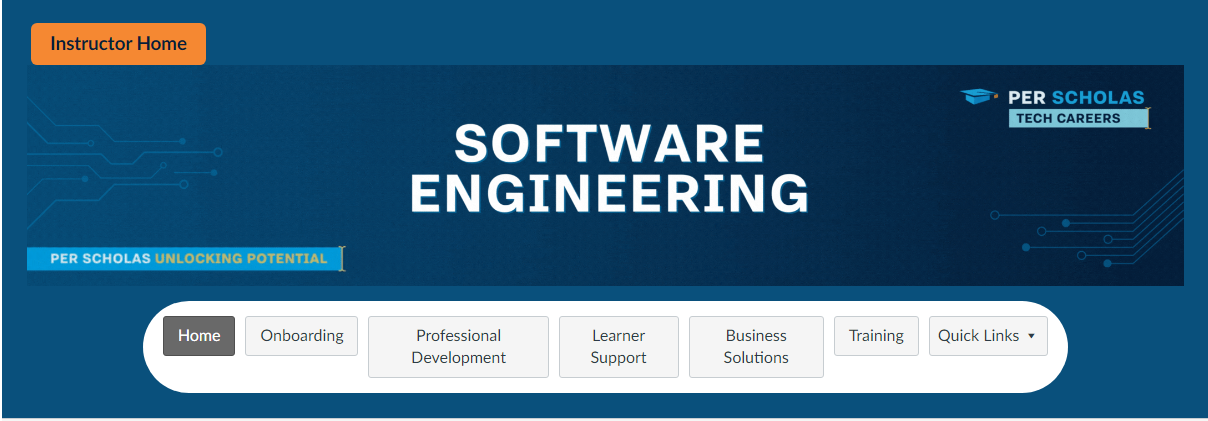 Instructor Home
PER SCHOLAS
TECH CAREERS
SOFTWARE
ENGINEERING
PER SCHOLAS UNLOCKING POTENTIAL
Home
Onboarding
Professional
Development
Learner
Support
Business
Solutions
Training
Quick Links